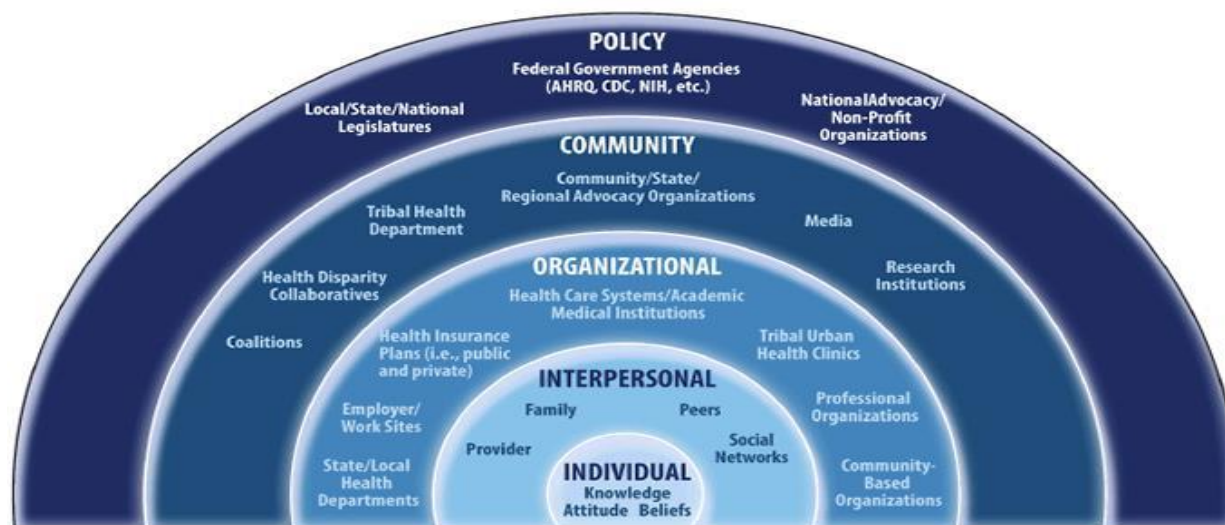 POLICY
Federal Government Agencies
(AHRQ, CDC, NIH, etc.)
Local/State/National
Legislatures
NationalAdvocacy/
Non-Profit
Organizations
COMMUNITY
Community/State/
Regional Advocacy Organizations
Tribal Health
Department
Media
Health Disparity
Collaboratives
Research
Institutions
Coalitions
ORGANIZATIONAL
Health Care Systems/Academic
Medical Institutions
Health Insurance
Plans (i.e., public
and private)
Tribal Urban
Health Clinics
Employer/
Work Sites
Professional
Organizations
State/Local
Health
Departments
Community-
Based
Organizations
INTERPERSONAL
Family
Peers
Provider
Social
Networks
INDIVIDUAL
Knowledge
Attitude Beliefs